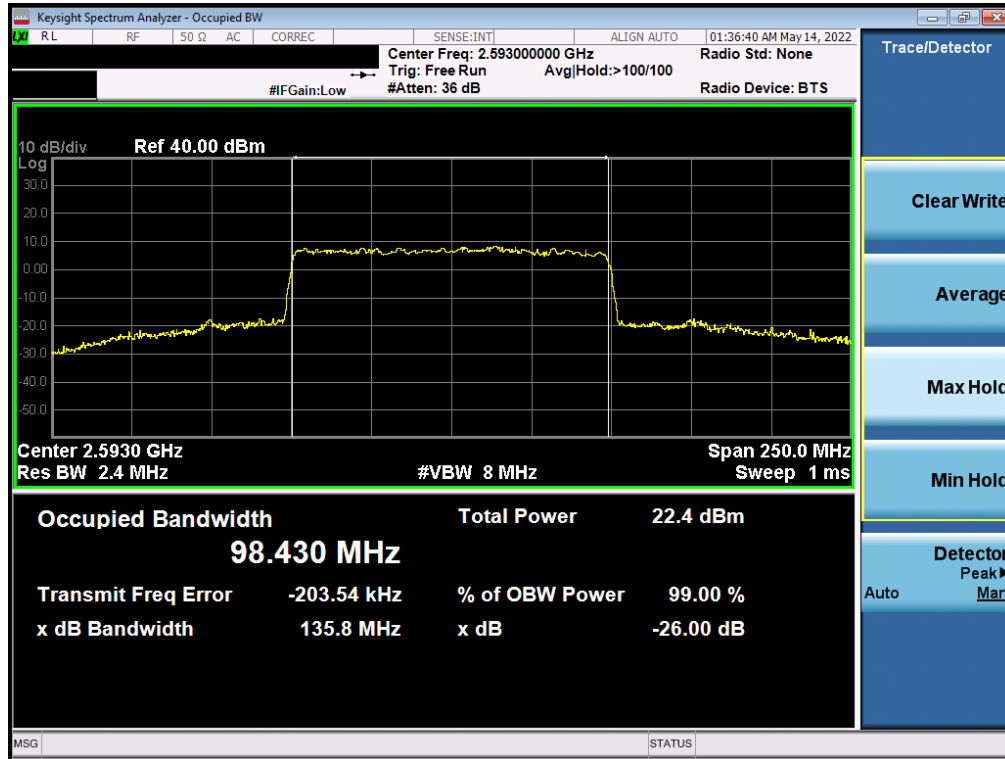 Keysight Spectrum Analyzer - Occupied BW
LXI RL RF 50 Ω AC CORREC SENSE:INT ALIGN AUTO 01:36:40 AM May 14, 2022
Center Freq: 2.593000000 GHz Radio Std: None
Trig: Free Run Avg|Hold:>100/100
#IFGain:Low #Atten: 36 dB Radio Device: BTS
Trace/Detector
10 dB/div Ref 40.00 dBm
Log
30.0
20.0
10.0
0.00
-10.0
-20.0
-30.0
-40.0
-50.0
Center 2.5930 GHz Span 250.0 MHz
Res BW 2.4 MHz #VBW 8 MHz Sweep 1 ms
Occupied Bandwidth Total Power 22.4 dBm
98.430 MHz
Transmit Freq Error -203.54 kHz % of OBW Power 99.00 %
x dB Bandwidth 135.8 MHz x dB -26.00 dB
Clear Write
Average
Max Hold
Min Hold
Detector
Peak
Auto Man
MSG STATUS